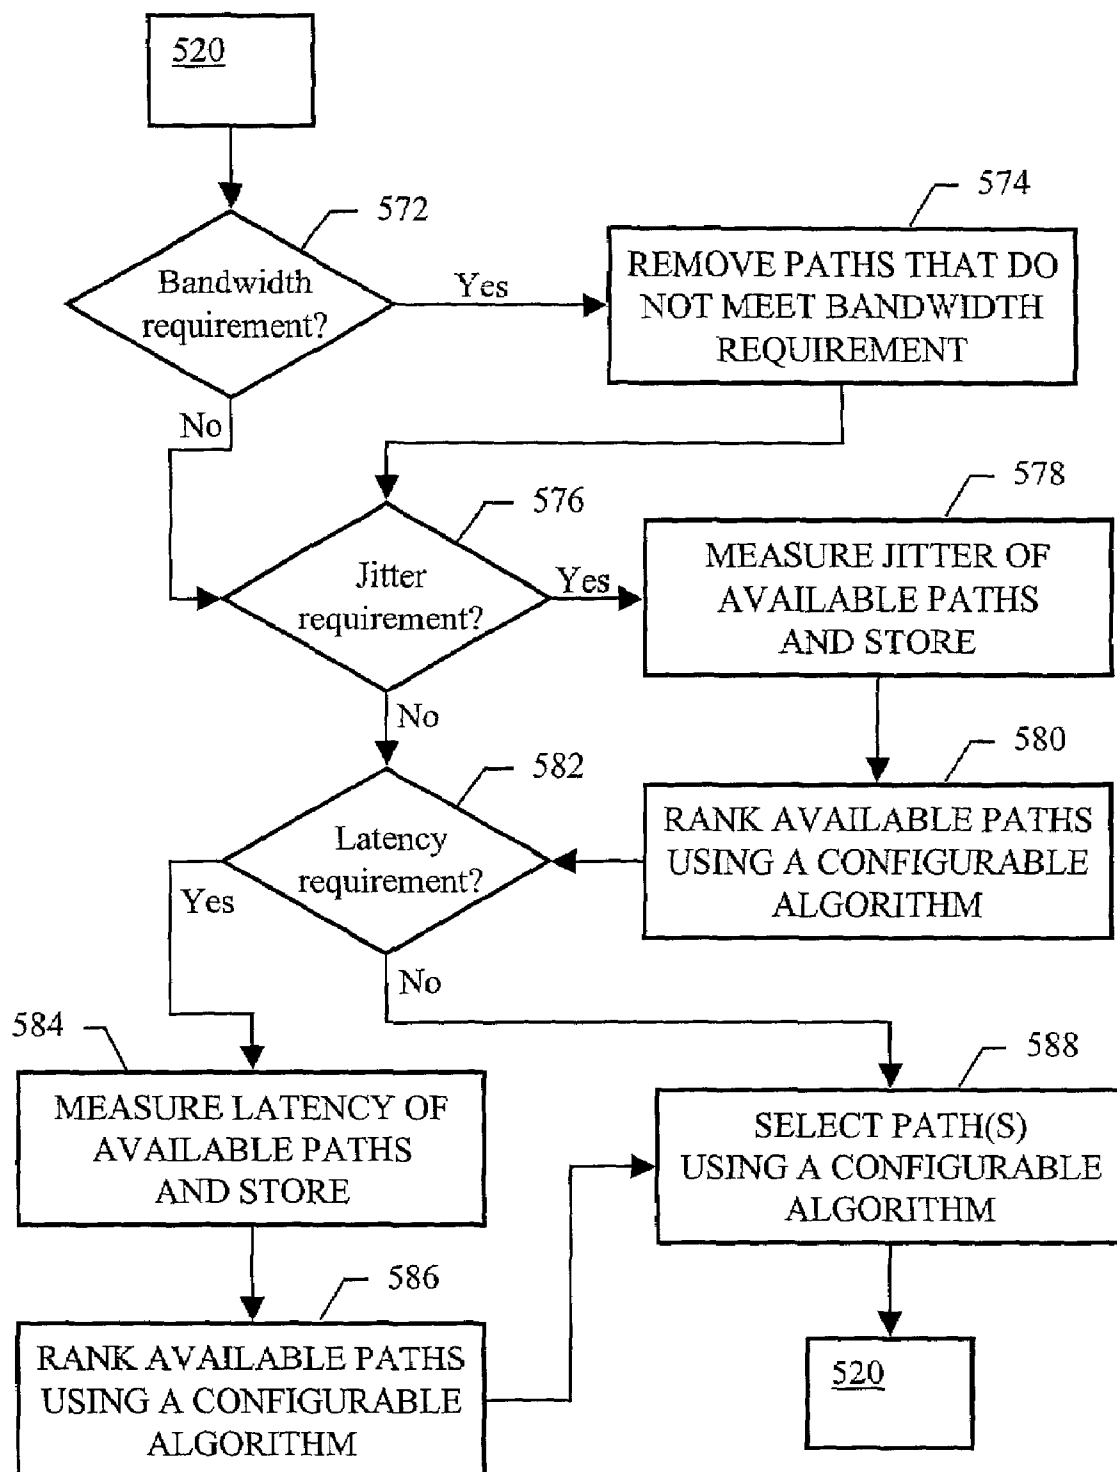 520
572
574
Bandwidth
requirement?
Yes
REMOVE PATHS THAT DO
NOT MEET BANDWIDTH
REQUIREMENT
No
576
578
Jitter
requirement?
Yes
MEASURE JITTER OF
AVAILABLE PATHS
AND STORE
No
582
580
Latency
requirement?
RANK AVAILABLE PATHS
USING A CONFIGURABLE
ALGORITHM
Yes
No
584
588
MEASURE LATENCY OF
AVAILABLE PATHS
AND STORE
SELECT PATH(S)
USING A CONFIGURABLE
ALGORITHM
586
RANK AVAILABLE PATHS
USING A CONFIGURABLE
ALGORITHM
520